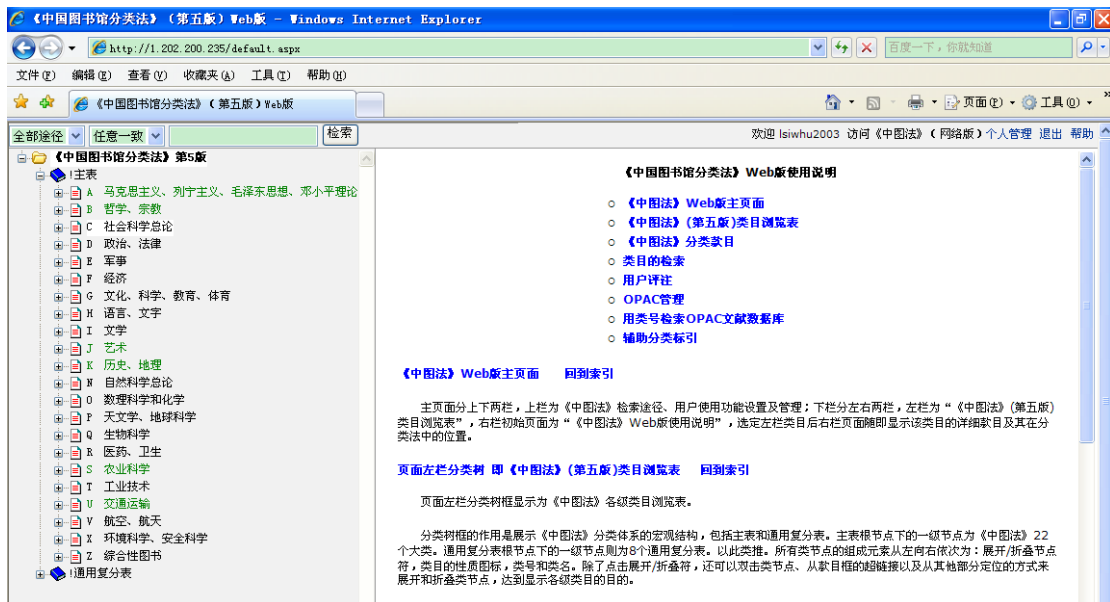 《中国图书馆分类法》（第五版）Web版 - Windows Internet Explorer
http://1.202.200.235/default.aspx
百度一下，你就知道
文件(F) 编辑(E) 查看(V) 收藏夹(A) 工具(T) 帮助(H)
《中国图书馆分类法》（第五版）Web版
页面(P) 工具(O) »
全部途径 任意一致 检索
欢迎 lsiwhu2003 访问《中图法》（网络版）个人管理 退出 帮助
《中国图书馆分类法》第5版
!主表
A 马克思主义、列宁主义、毛泽东思想、邓小平理论
B 哲学、宗教
C 社会科学总论
D 政治、法律
E 军事
F 经济
G 文化、科学、教育、体育
H 语言、文字
I 文学
J 艺术
K 历史、地理
N 自然科学总论
O 数理科学和化学
P 天文学、地球科学
Q 生物科学
R 医药、卫生
S 农业科学
T 工业技术
U 交通运输
V 航空、航天
X 环境科学、安全科学
Z 综合性图书
!通用复分表
《中国图书馆分类法》Web版使用说明
《中图法》Web版主页面
《中图法》(第五版)类目浏览表
《中图法》分类款目
类目的检索
用户评注
OPAC管理
用类号检索OPAC文献数据库
辅助分类标引
《中图法》Web版主页面 回到索引
主页面分上下两栏，上栏为《中图法》检索途径、用户使用功能设置及管理；下栏分左右两栏，左栏为“《中图法》(第五版)
类目浏览表”，右栏初始页面为“《中图法》Web版使用说明”，选定左栏类目后右栏页面随即显示该类目的详细款目及其在分
类法中的位置。
页面左栏分类树 即《中图法》(第五版)类目浏览表 回到索引
页面左栏分类树框显示为《中图法》各级类目浏览表。
分类树框的作用是展示《中图法》分类体系的宏观结构，包括主表和通用复分表。主表根节点下的一级节点为《中图法》22
个大类。通用复分表根节点下的一级节点则为8个通用复分表。以此类推。所有类节点的组成元素从左向右依次为：展开/折叠节点
符，类目的性质图标，类号和类名。除了点击展开/折叠符，还可以双击类节点、从款目框的超链接以及从其他部分定位的方式来
展开和折叠类节点，达到显示各级类目的目的。